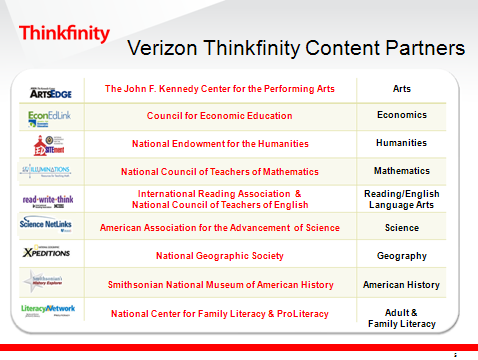 Thinkfinity
Verizon Thinkfinity Content Partners
ARTSEDGE
The John F. Kennedy Center for the Performing Arts
Arts
EconEdLink
Council for Economic Education
Economics
EDSITEment
National Endowment for the Humanities
Humanities
ILLUMINATIONS
National Council of Teachers of Mathematics
Mathematics
read·write·think
International Reading Association &
National Council of Teachers of English
Reading/English
Language Arts
Science NetLinks
American Association for the Advancement of Science
Science
XPEDITIONS
National Geographic Society
Geography
History Explorer
Smithsonian National Museum of American History
American History
Literacy Network
National Center for Family Literacy & ProLiteracy
Adult &
Family Literacy